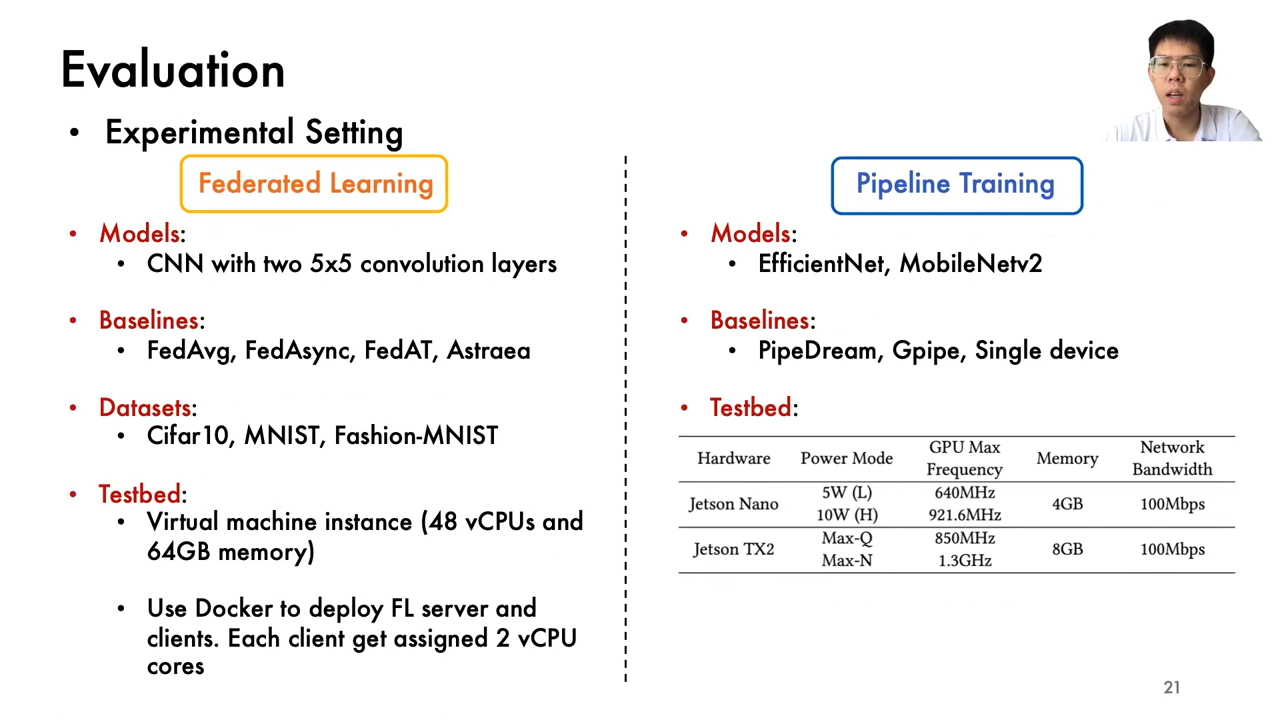 Evaluation
• Experimental Setting
Federated Learning
• Models:
• CNN with two 5x5 convolution layers
• Baselines:
• FedAvg, FedAsync, FedAT, Astraea
• Datasets:
• Cifar10, MNIST, Fashion-MNIST
• Testbed:
• Virtual machine instance (48 vCPUs and
64GB memory)
• Use Docker to deploy FL server and
clients. Each client get assigned 2 vCPU
cores
Pipeline Training
• Models:
• EfficientNet, MobileNetv2
• Baselines:
• PipeDream, Gpipe, Single device
• Testbed:
Hardware Power Mode GPU Max Frequency Memory Network Bandwidth
Jetson Nano 5W (L) 640MHz 4GB 100Mbps
10W (H) 921.6MHz
Jetson TX2 Max-Q 850MHz 8GB 100Mbps
Max-N 1.3GHz
21